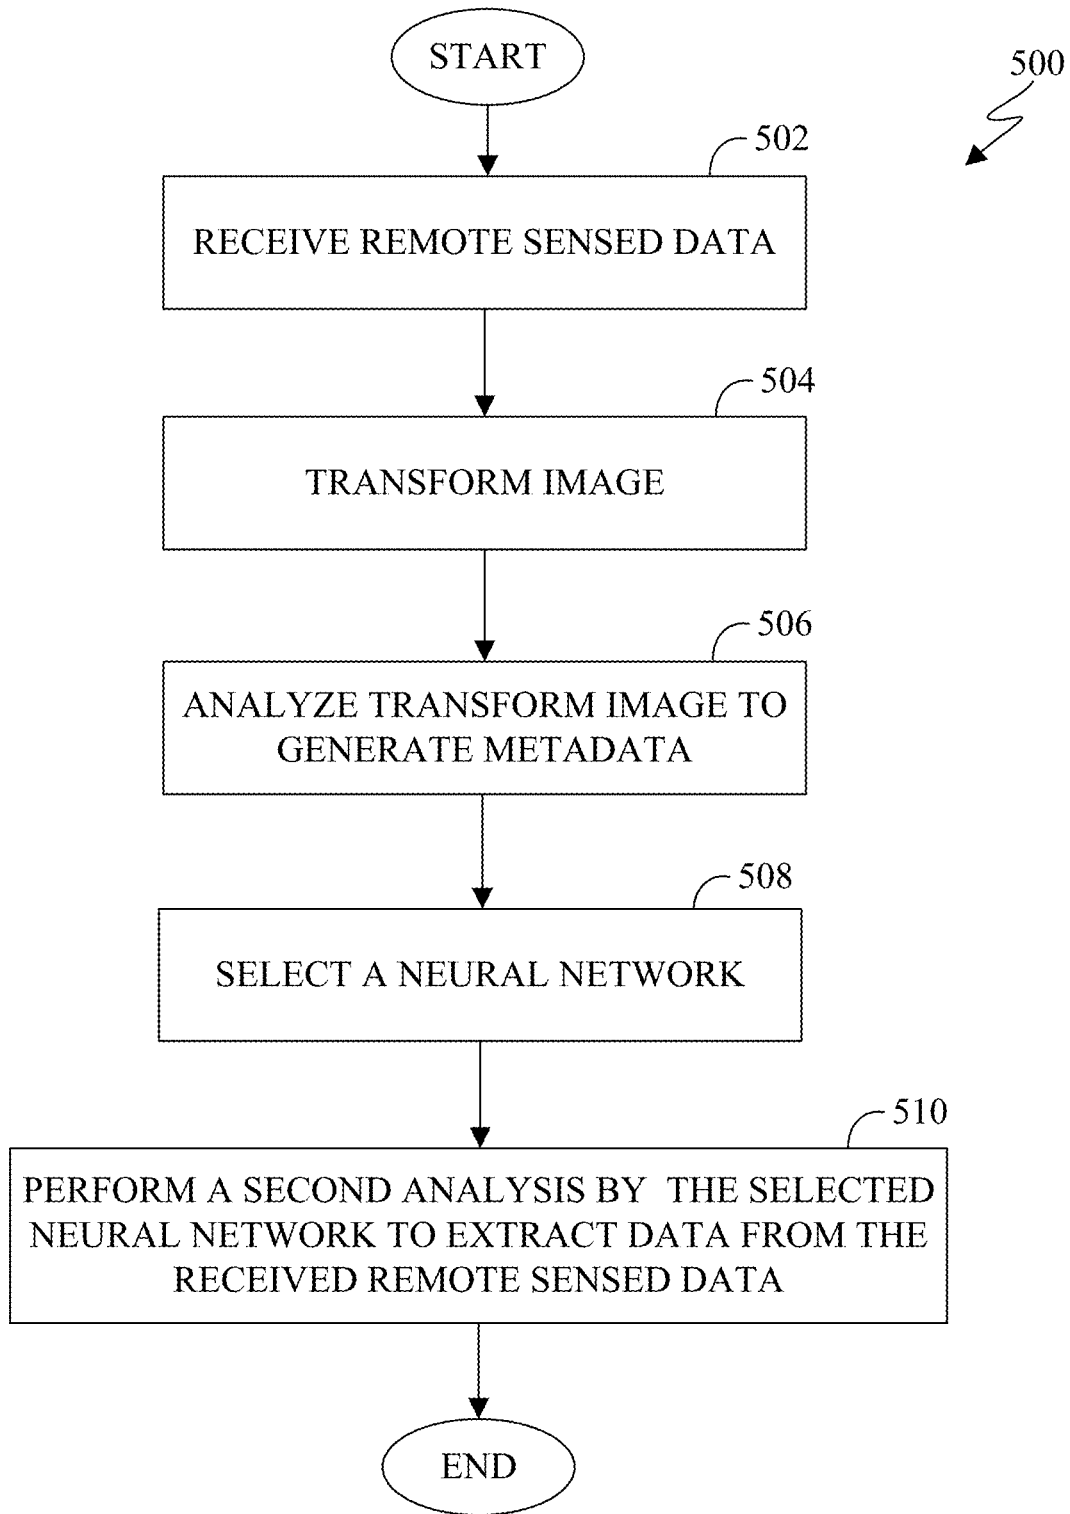 START
500
502
RECEIVE REMOTE SENSED DATA
504
TRANSFORM IMAGE
506
ANALYZE TRANSFORM IMAGE TO
GENERATE METADATA
508
SELECT A NEURAL NETWORK
510
PERFORM A SECOND ANALYSIS BY THE SELECTED
NEURAL NETWORK TO EXTRACT DATA FROM THE
RECEIVED REMOTE SENSED DATA
END